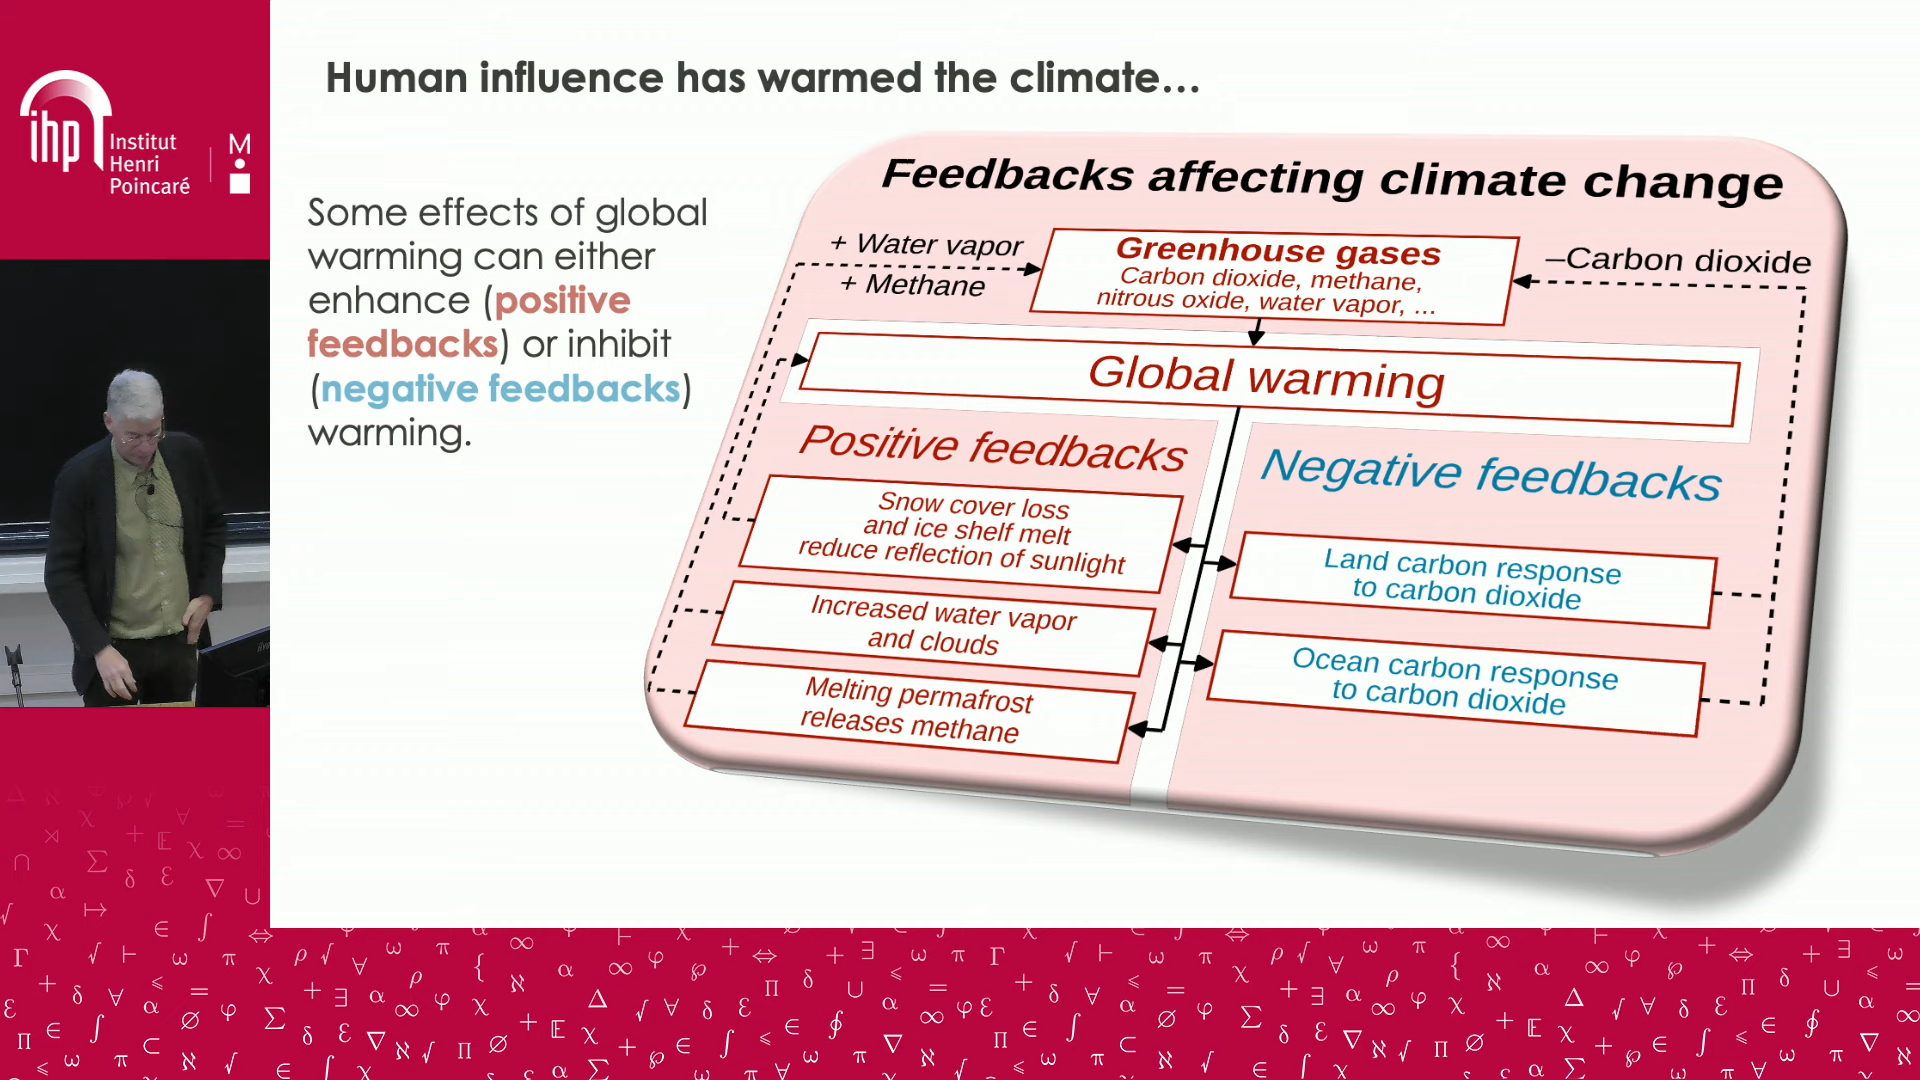 ihp
Institut
Henri
Poincaré
M
Human influence has warmed the climate…
Some effects of global
warming can either
enhance (positive
feedbacks) or inhibit
(negative feedbacks)
warming.
Feedbacks affecting climate change
+ Water vapor
+ Methane
Greenhouse gases
Carbon dioxide, methane,
nitrous oxide, water vapor, ...
–Carbon dioxide
Global warming
Positive feedbacks
Snow cover loss
and ice shelf melt
reduce reflection of sunlight
Increased water vapor
and clouds
Melting permafrost
releases methane
Negative feedbacks
Land carbon response
to carbon dioxide
Ocean carbon response
to carbon dioxide